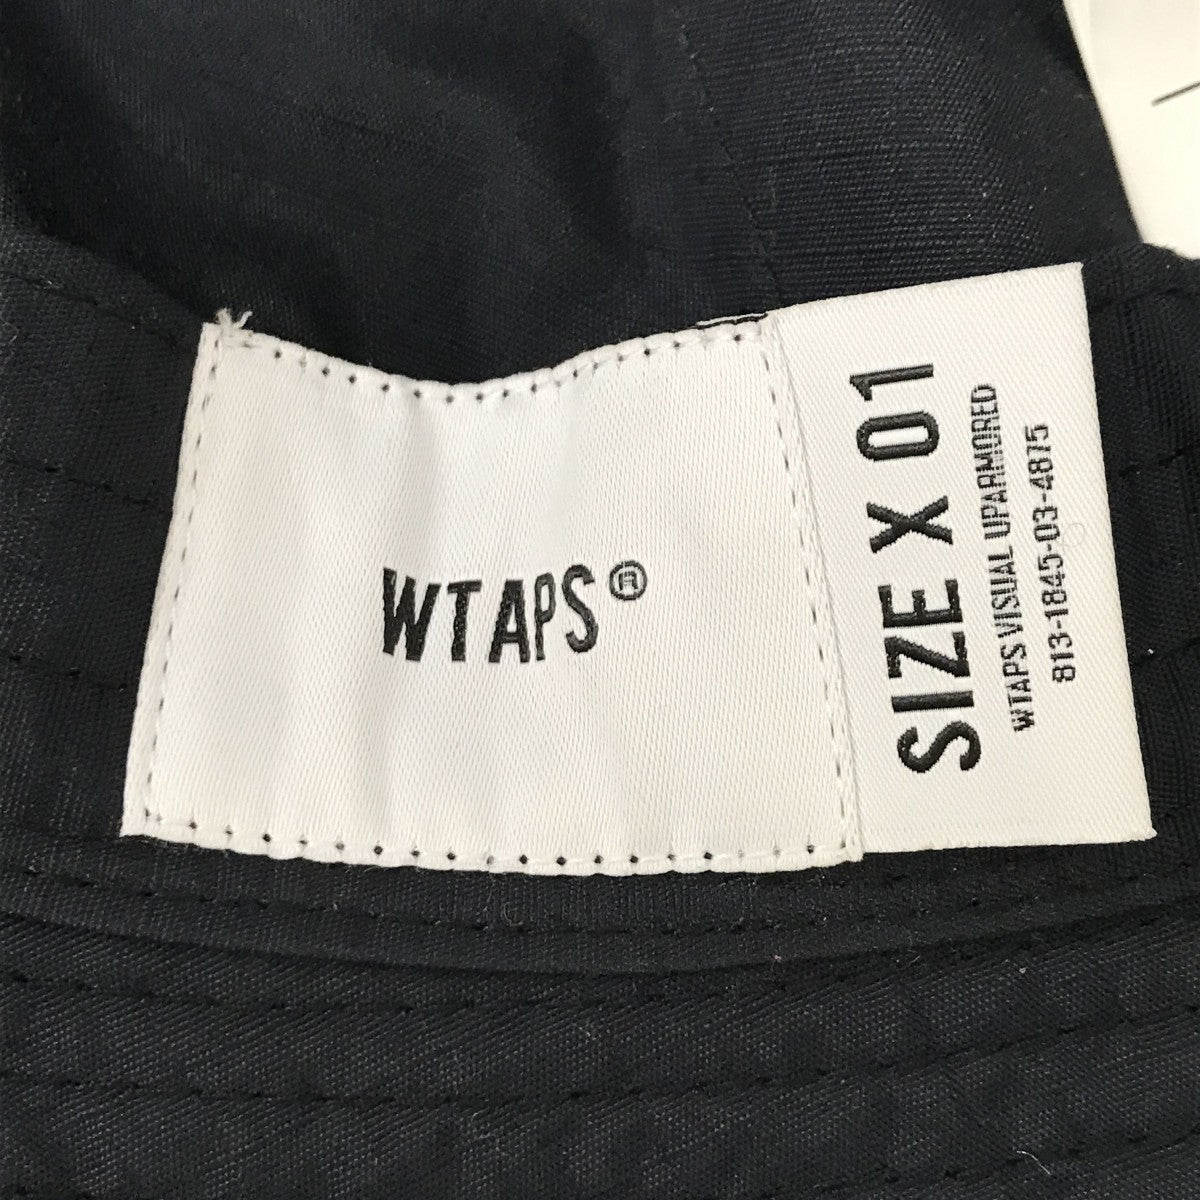 WTAPS®
SIZE X 01
WTAPS VISUAL UPARMORED
813-1845-03-4875